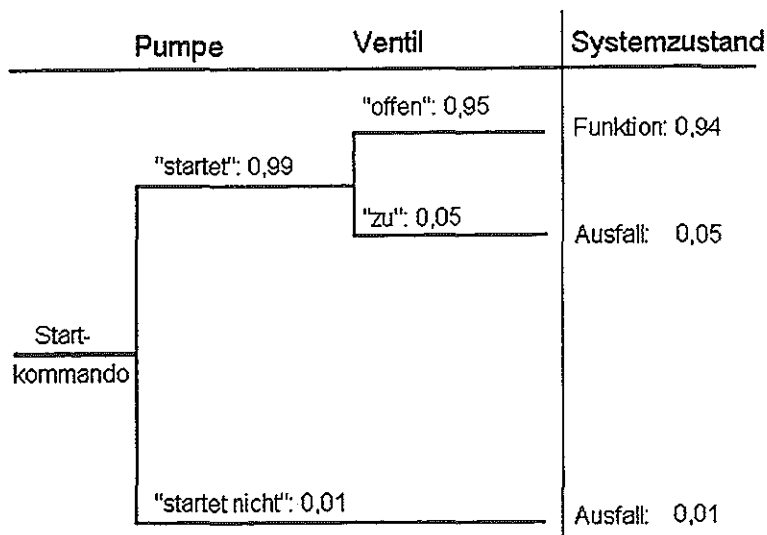 Pumpe Ventil Systemzustand
"offen": 0,95
Funktion: 0,94
"startet": 0,99
"zu": 0,05
Ausfall: 0,05
Start-
kommando
"startet nicht": 0,01
Ausfall: 0,01